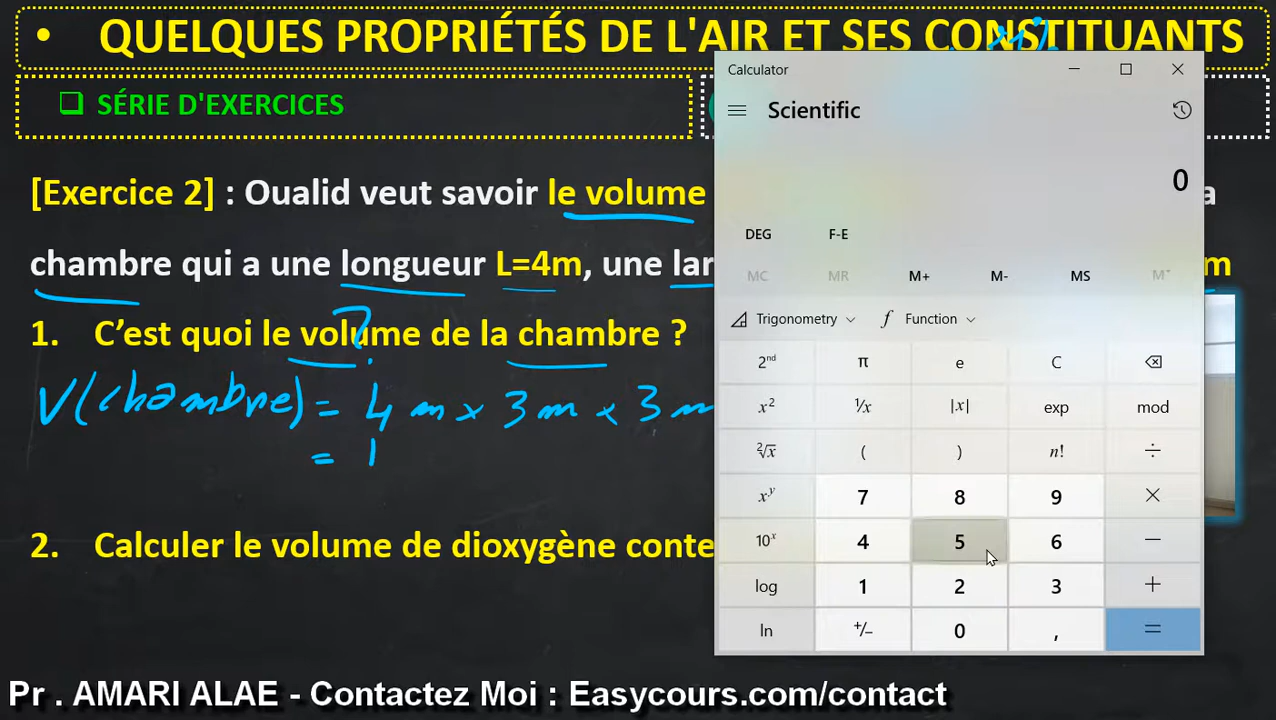 • QUELQUES PROPRIÉTÉS DE L'AIR ET SES CONSTITUANTS
❑ SÉRIE D'EXERCICES
[Exercice 2] : Oualid veut savoir le volume
chambre qui a une longueur L=4m, une lar
m
1. C’est quoi le volume de la chambre ?
?
V(chambre) = 4 m × 3 m × 3 m
= 1
2. Calculer le volume de dioxygène conte
Pr . AMARI ALAE - Contactez Moi : Easycours.com/contact
Calculator
Scientific
0
DEG F-E
MC MR M+ M- MS M˅
Trigonometry f Function
2nd π e C
x² ¹/x |x| exp mod
²√x ( ) n! ÷
xʸ 7 8 9 ×
10ˣ 4 5 6 −
log 1 2 3 +
ln +/− 0 , =